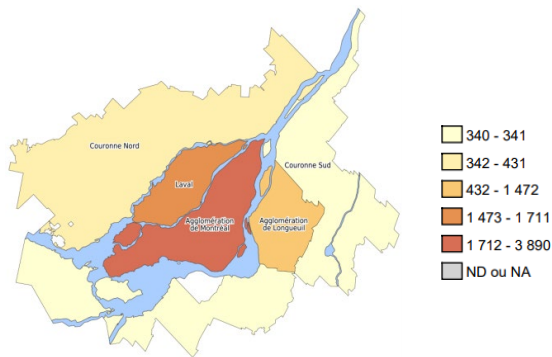 Couronne Nord
Couronne Sud
Laval
Agglomération
de Montréal
Agglomération
de Longueuil
340 - 341
342 - 431
432 - 1 472
1 473 - 1 711
1 712 - 3 890
ND ou NA